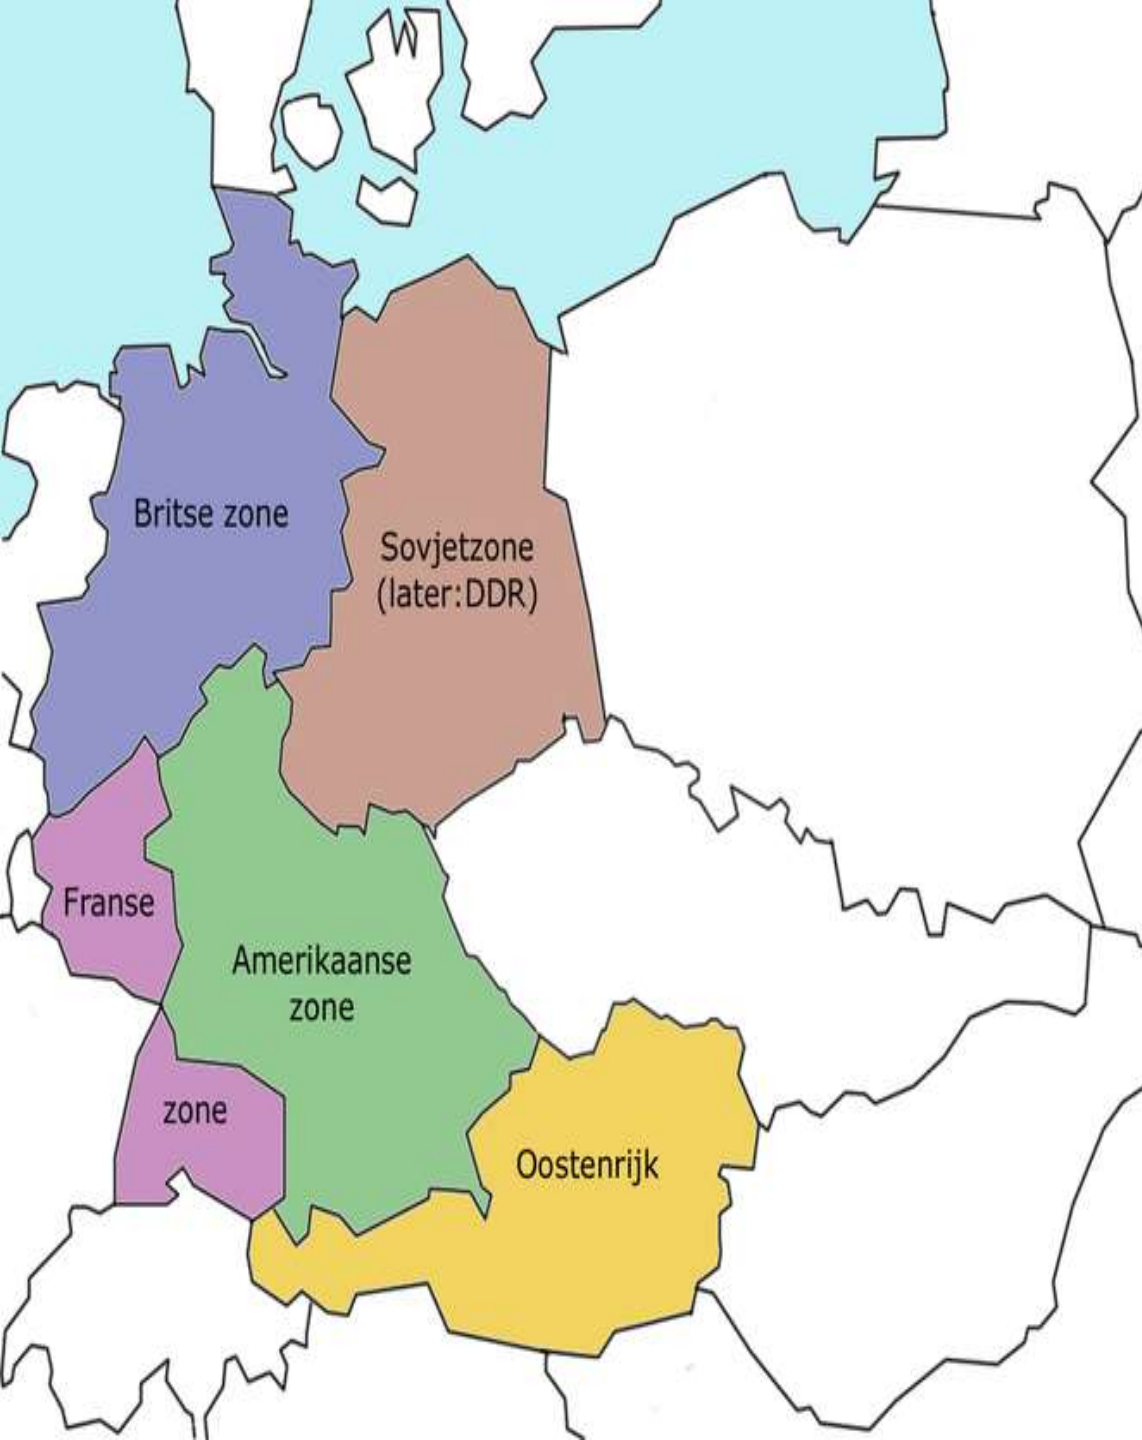 Britse zone
Sovjetzone
(later:DDR)
Franse
Amerikaanse
zone
zone
Oostenrijk